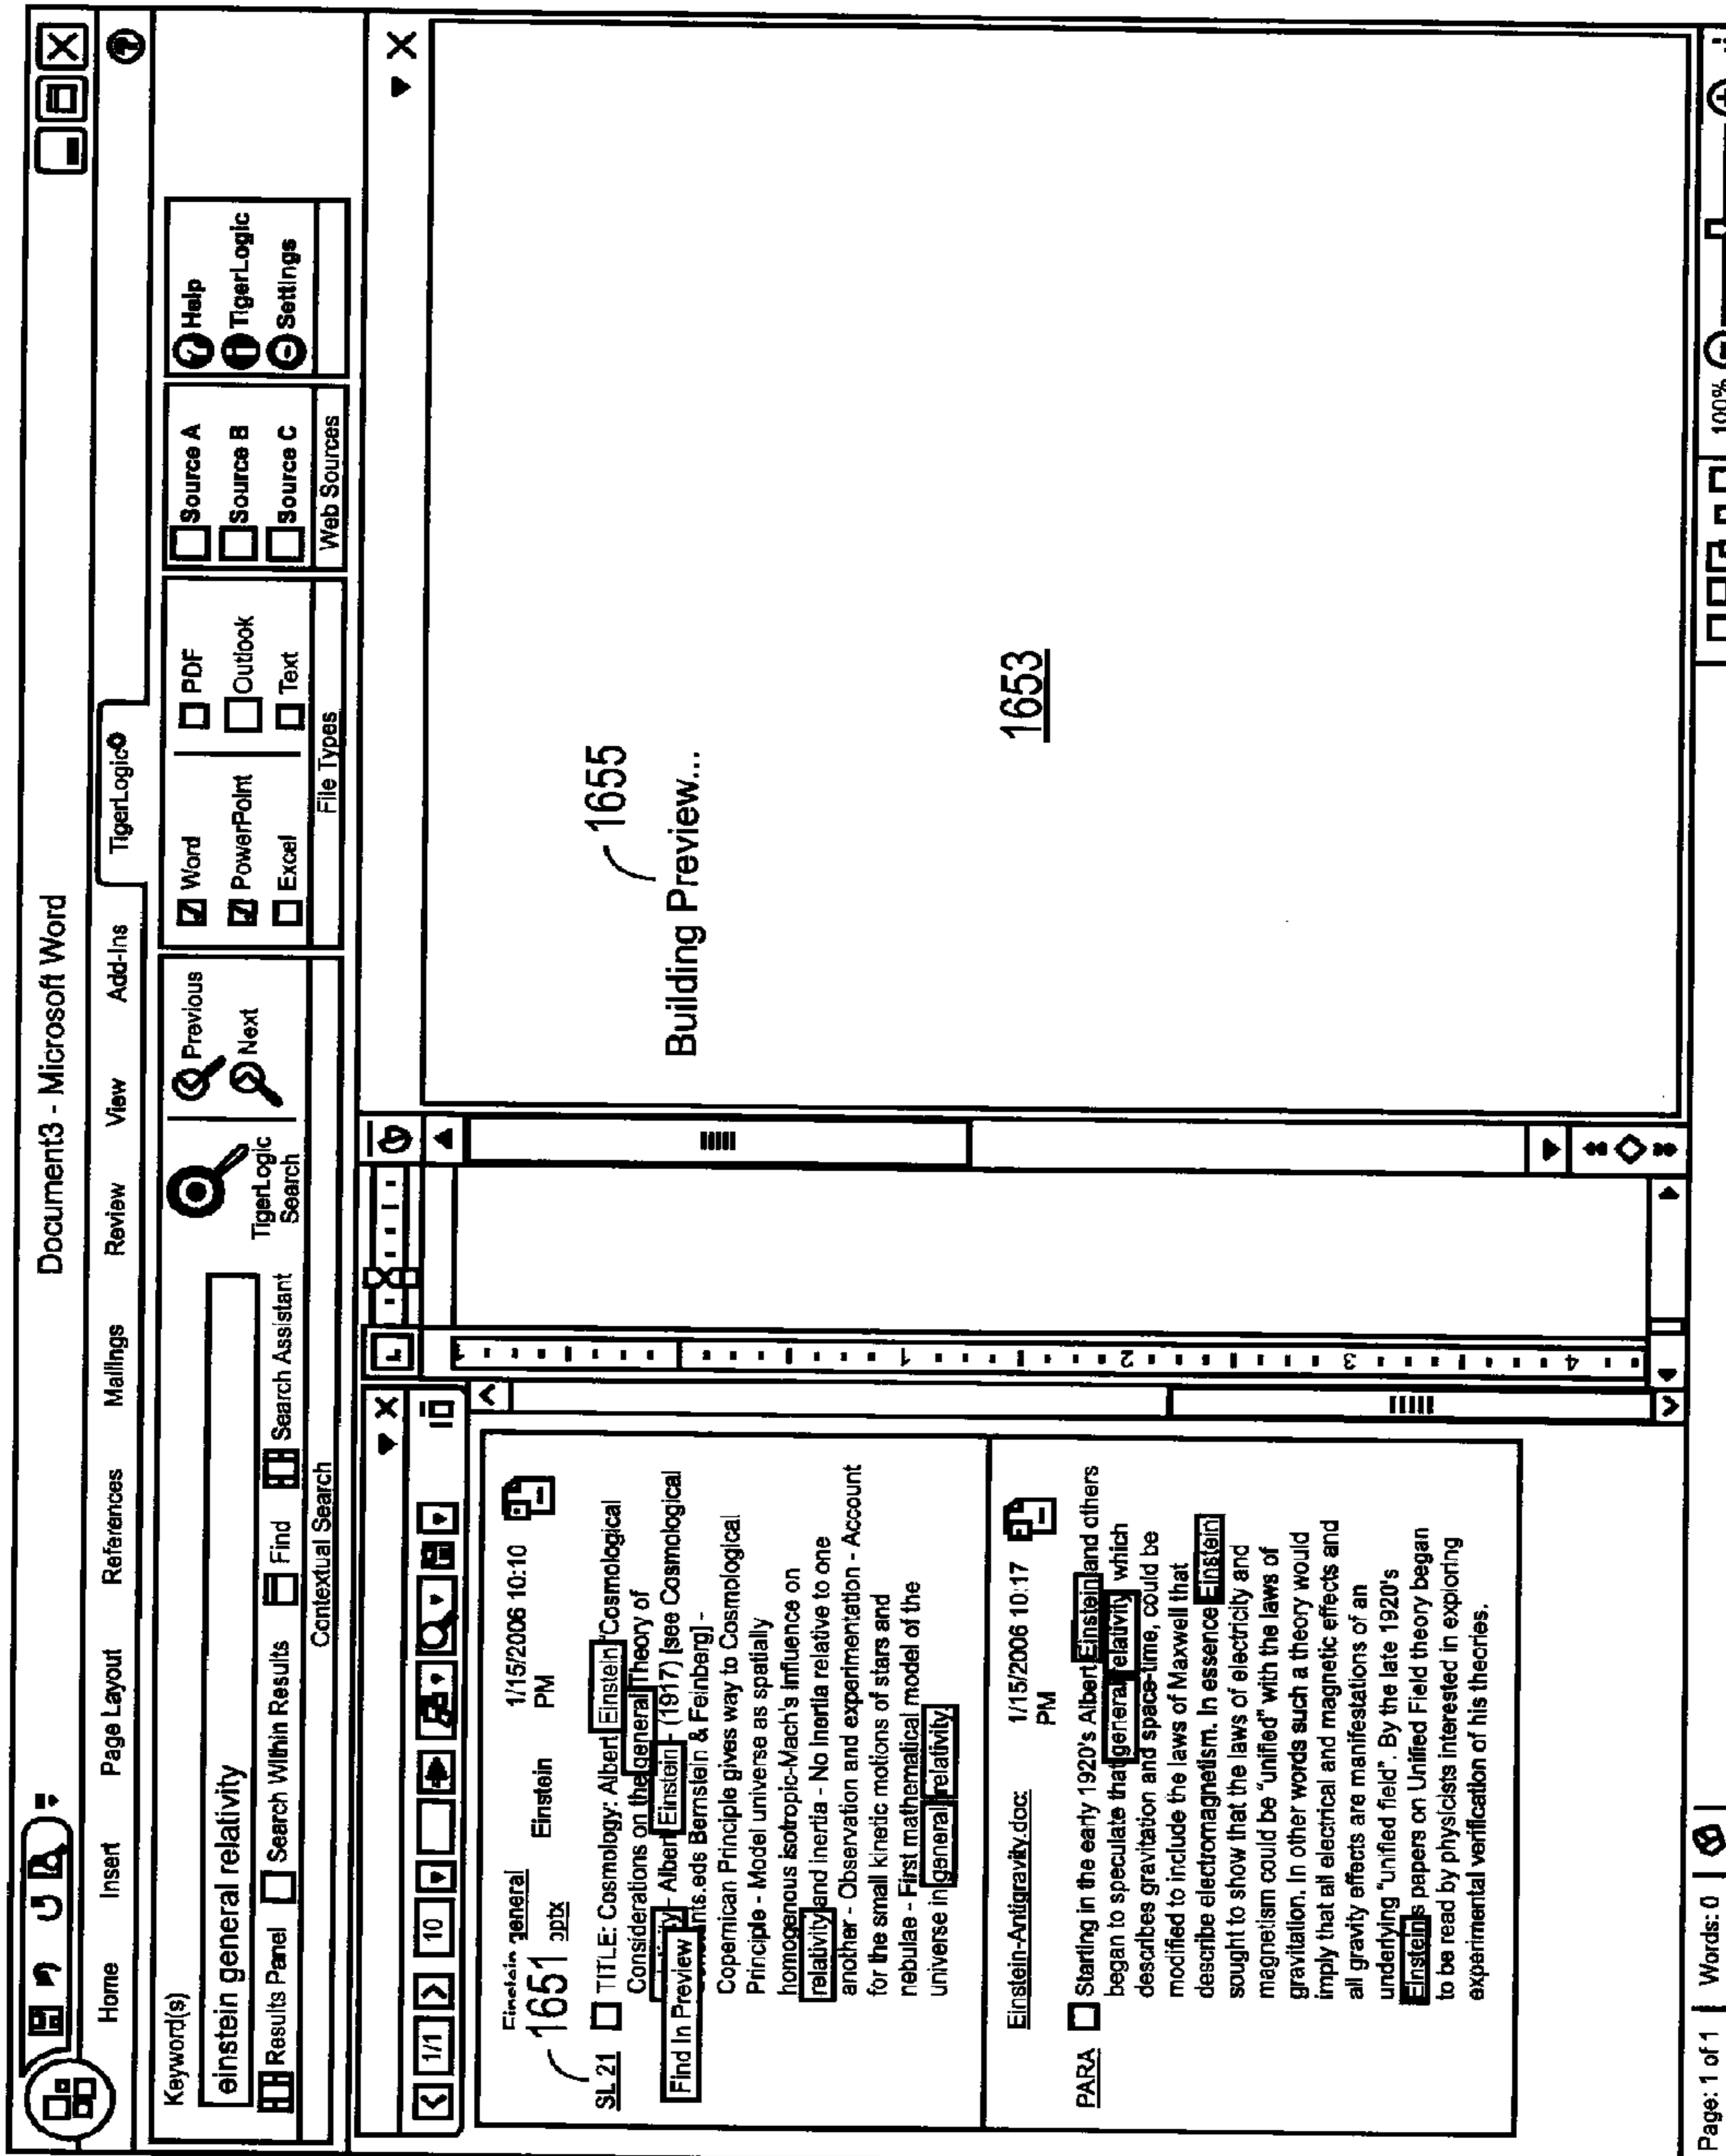 Document3 - Microsoft Word
Home Insert Page Layout References Mailings Review View Add-Ins TigerLogic
Keyword(s)
einstein general relativity
Results Panel Search Within Results Find Search Assistant
TigerLogic
Search
Previous
Next
Contextual Search
Word
PowerPoint
Excel
PDF
Outlook
Text
File Types
Source A
Source B
Source C
Web Sources
Help
TigerLogic
Settings
1/1 10
Einstein general Einstein 1/15/2006 10:10
1651 pptx PM
SL 21 TITLE: Cosmology: Albert Einstein "Cosmological
Considerations on the general Theory of
– Albert Einstein - (1917) [see Cosmological
Find In Preview nts.eds Bernstein & Feinberg] -
Copernican Principle gives way to Cosmological
Principle - Model universe as spatially
homogenous isotropic-Mach's influence on
relativity and inertia - No inertia relative to one
another - Observation and experimentation - Account
for the small kinetic motions of stars and
nebulae - First mathematical model of the
universe in general relativity.
Einstein-Antigravity.doc: 1/15/2006 10:17
PM
PARA Starting in the early 1920's Albert Einstein and others
began to speculate that general relativity, which
describes gravitation and space-time, could be
modified to include the laws of Maxwell that
describe electromagnetism. In essence Einstein
sought to show that the laws of electricity and
magnetism could be "unified" with the laws of
gravitation. In other words such a theory would
imply that all electrical and magnetic effects and
all gravity effects are manifestations of an
underlying "unified field". By the late 1920's
Einsteins papers on Unified Field theory began
to be read by physicists interested in exploring
experimental verification of his theories.
1
2
3
4
1655
Building Preview...
1653
Page: 1 of 1 Words: 0 100%